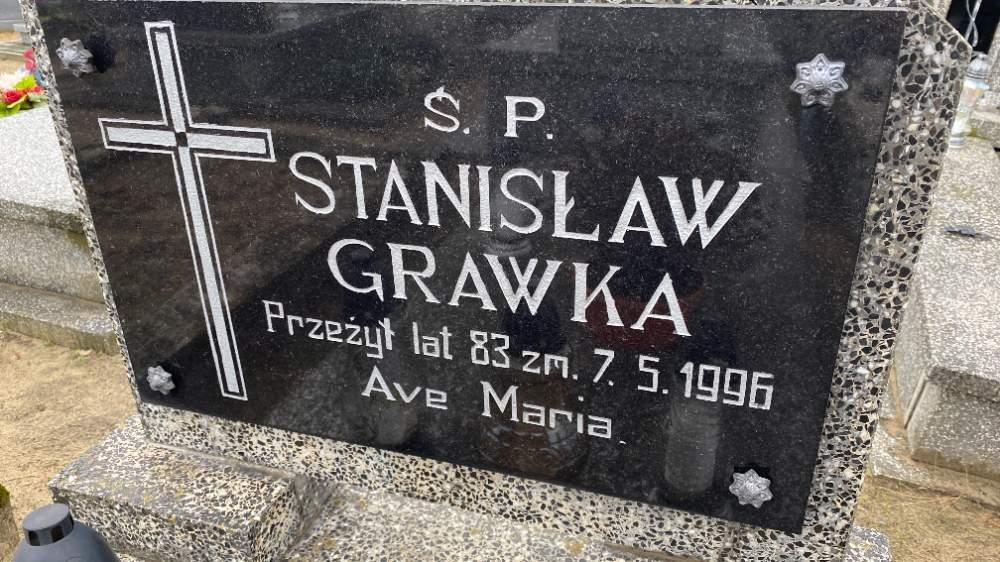 Ś. P.
STANISŁAW
GRAWKA
Przeżył lat 83 zm. 7. 5. 1996
Ave Maria.